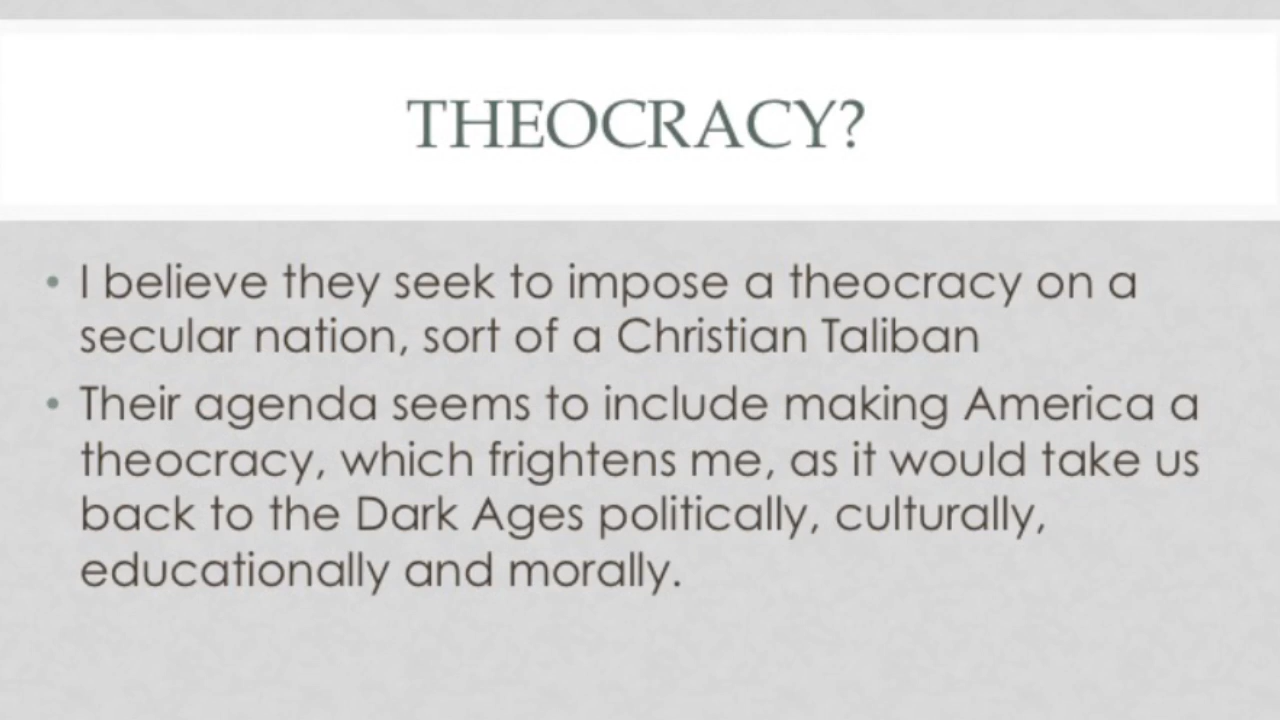 THEOCRACY?
• I believe they seek to impose a theocracy on a
secular nation, sort of a Christian Taliban
• Their agenda seems to include making America a
theocracy, which frightens me, as it would take us
back to the Dark Ages politically, culturally,
educationally and morally.